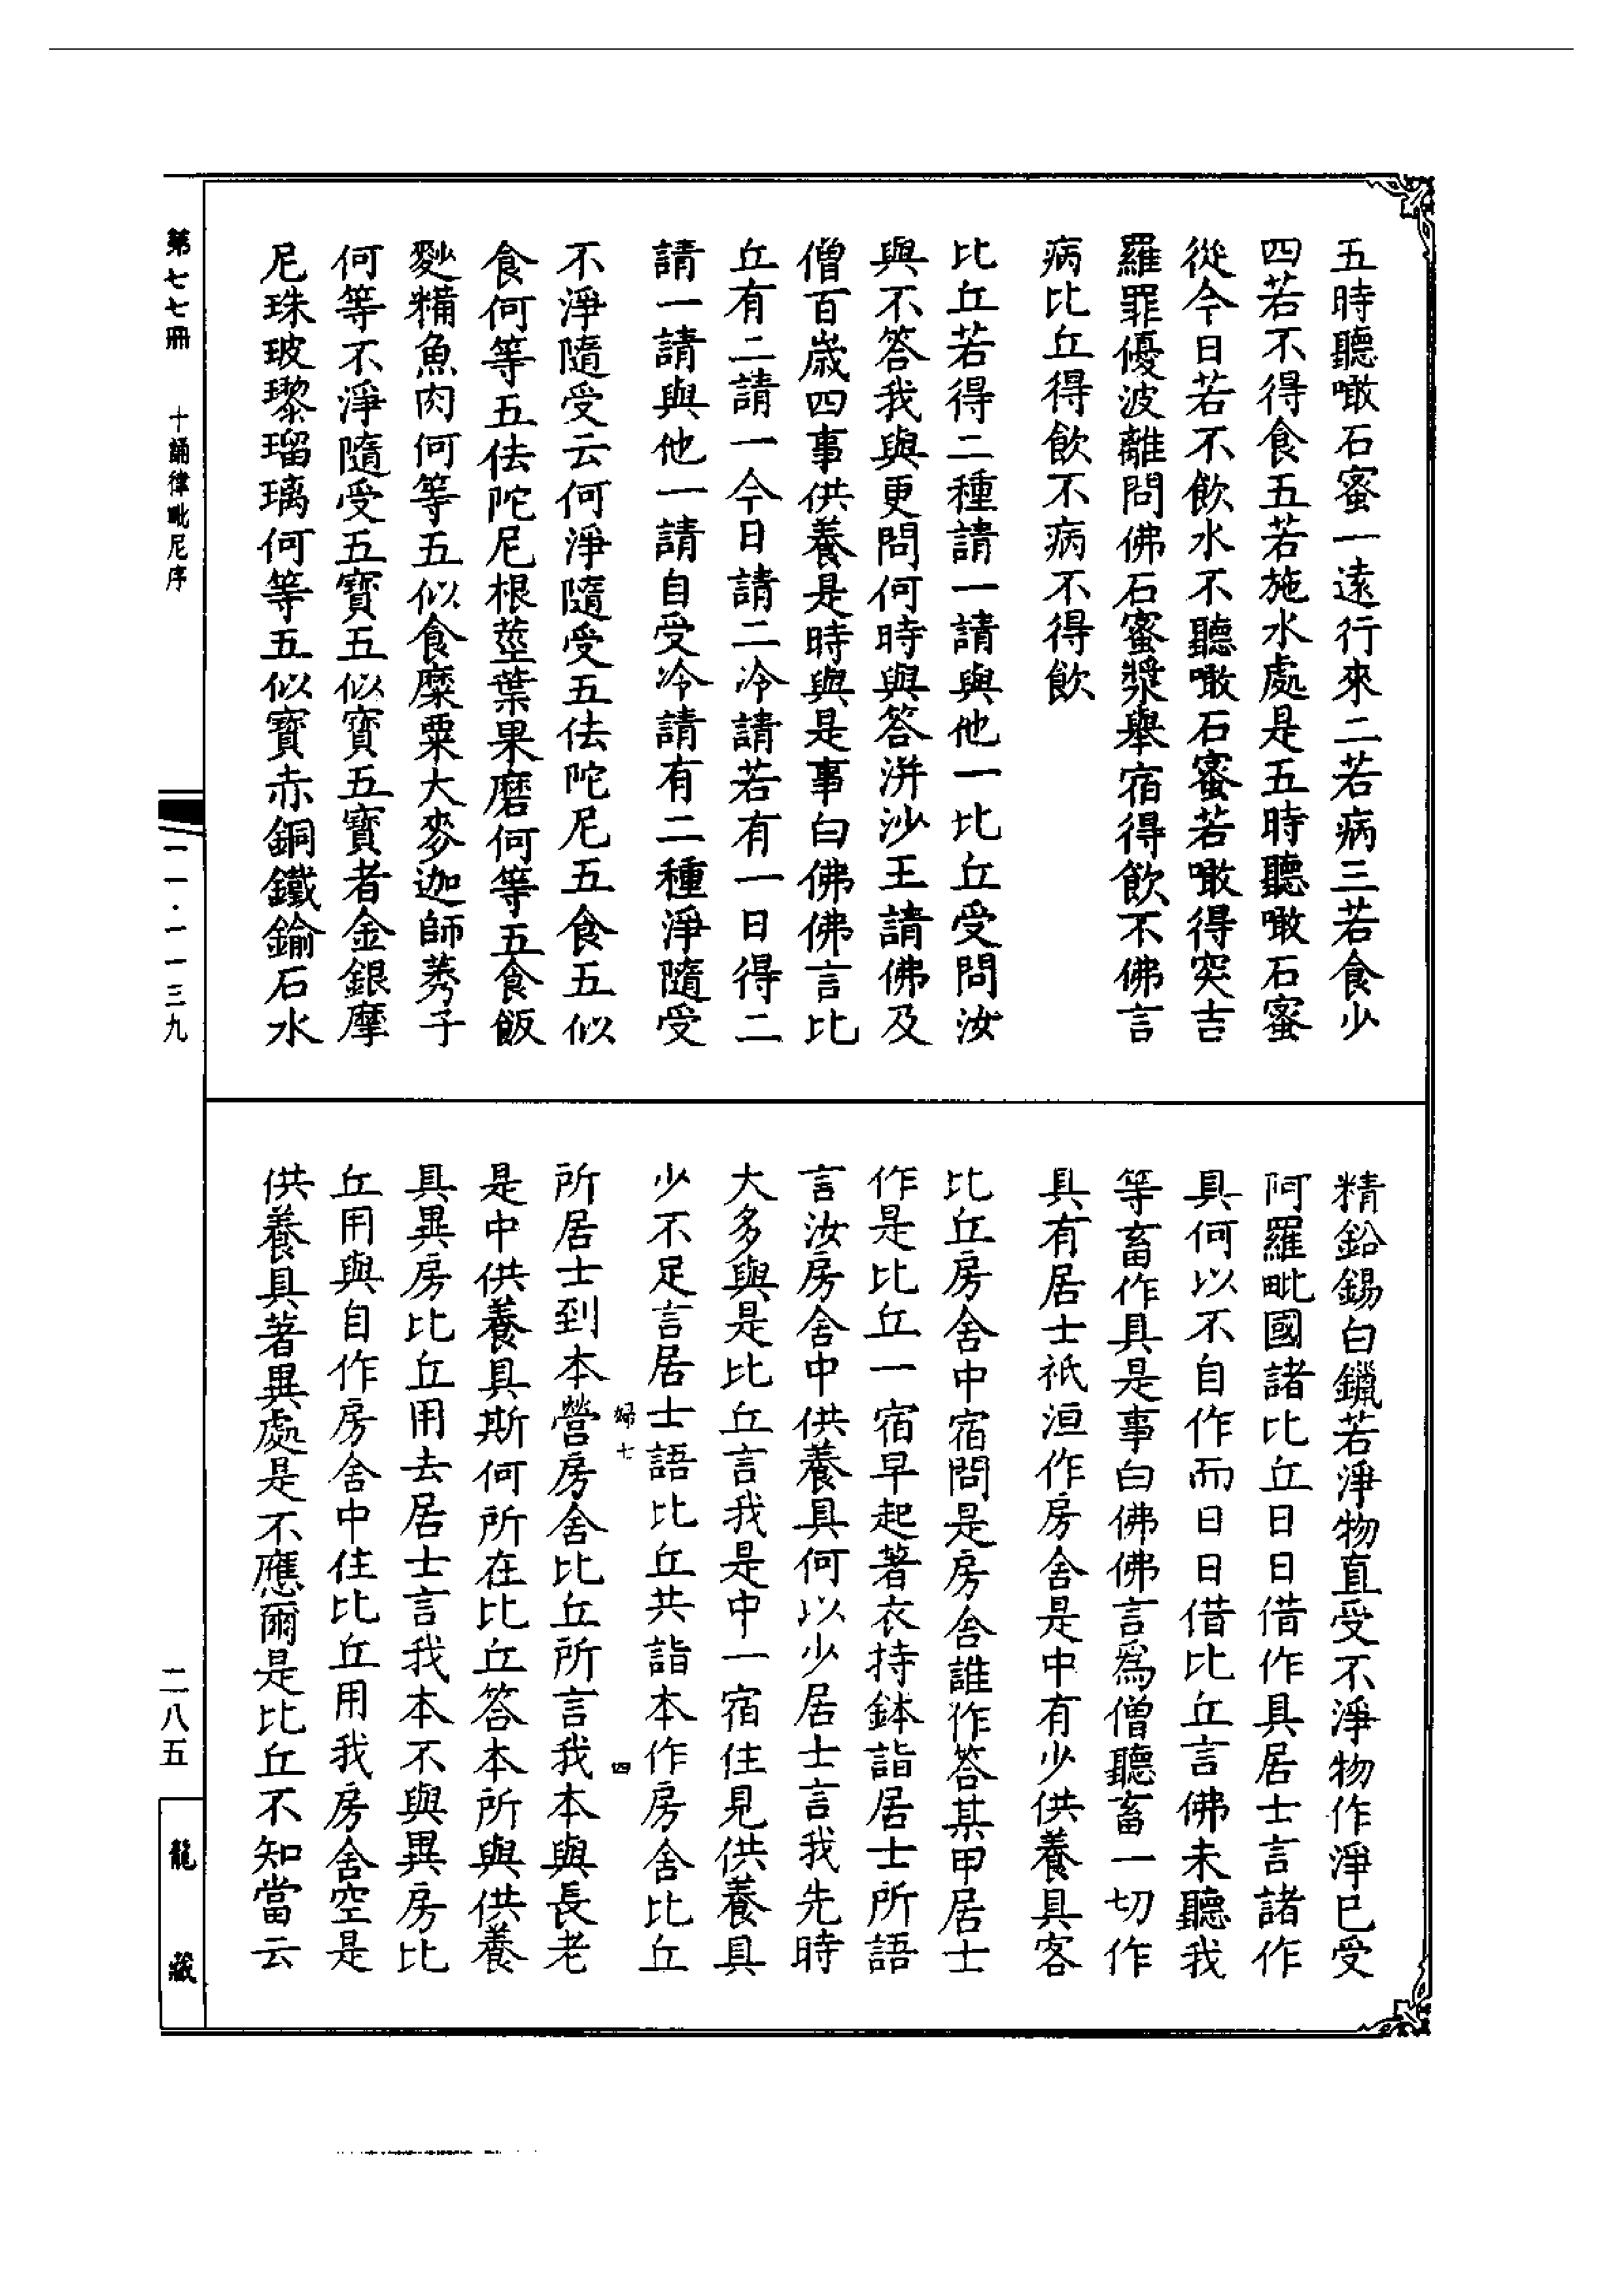 五時聽噉石蜜一遠行來二若病三若食少
四若不得食五若施水處是五時聽噉石蜜
從今日若不飲水不聽噉石蜜若噉得突吉
羅罪優波離問佛石蜜漿舉宿得飲不佛言
病比丘得飲不病不得飲
比丘若得二種請一請與他一比丘受問汝
與不答我與更問何時與答洴沙王請佛及
僧百歲四事供養是時與是事白佛佛言比
丘有二請一今日請二冷請若有一日得二
請一請與他一請自受冷請有二種淨隨受
不淨隨受云何淨隨受五佉陀尼五食五似
食何等五佉陀尼根莖葉果磨何等五食飯
麨糒魚肉何等五似食糜粟大麥迦師莠子
何等不淨隨受五寶五似寶五寶者金銀摩
尼珠玻瓈瑠璃何等五似寶赤銅鐵鍮石水
精鉛錫白鑞若淨物直受不淨物作淨已受
阿羅毗國諸比丘日日借作具居士言諸作
具何以不自作而日日借比丘言佛未聽我
等畜作具是事白佛佛言爲僧聽畜一切作
具有居士祇洹作房舍是中有少供養具客
比丘房舍中宿問是房舍誰作答某甲居士
作是比丘一宿早起著衣持鉢詣居士所語
言汝房舍中供養具何以少居士言我先時
大多與是比丘言我是中一宿住見供養具
少不足言居士語比丘共詣本作房舍比丘
婦七 四
所居士到本營房舍比丘所言我本與長老
是中供養具斯何所在比丘答本所與供養
具異房比丘用去居士言我本不與異房比
丘用與自作房舍中住比丘用我房舍空是
供養具著異處是不應爾是比丘不知當云
第七七冊 十誦律毗尼序
一一·一一三九
二八五
龍藏